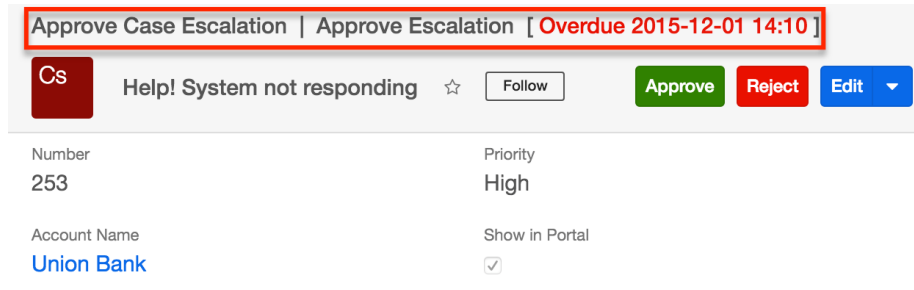 Approve Case Escalation | Approve Escalation [ Overdue 2015-12-01 14:10 ]
Cs Help! System not responding Follow Approve Reject Edit
Number Priority
253 High
Account Name Show in Portal
Union Bank